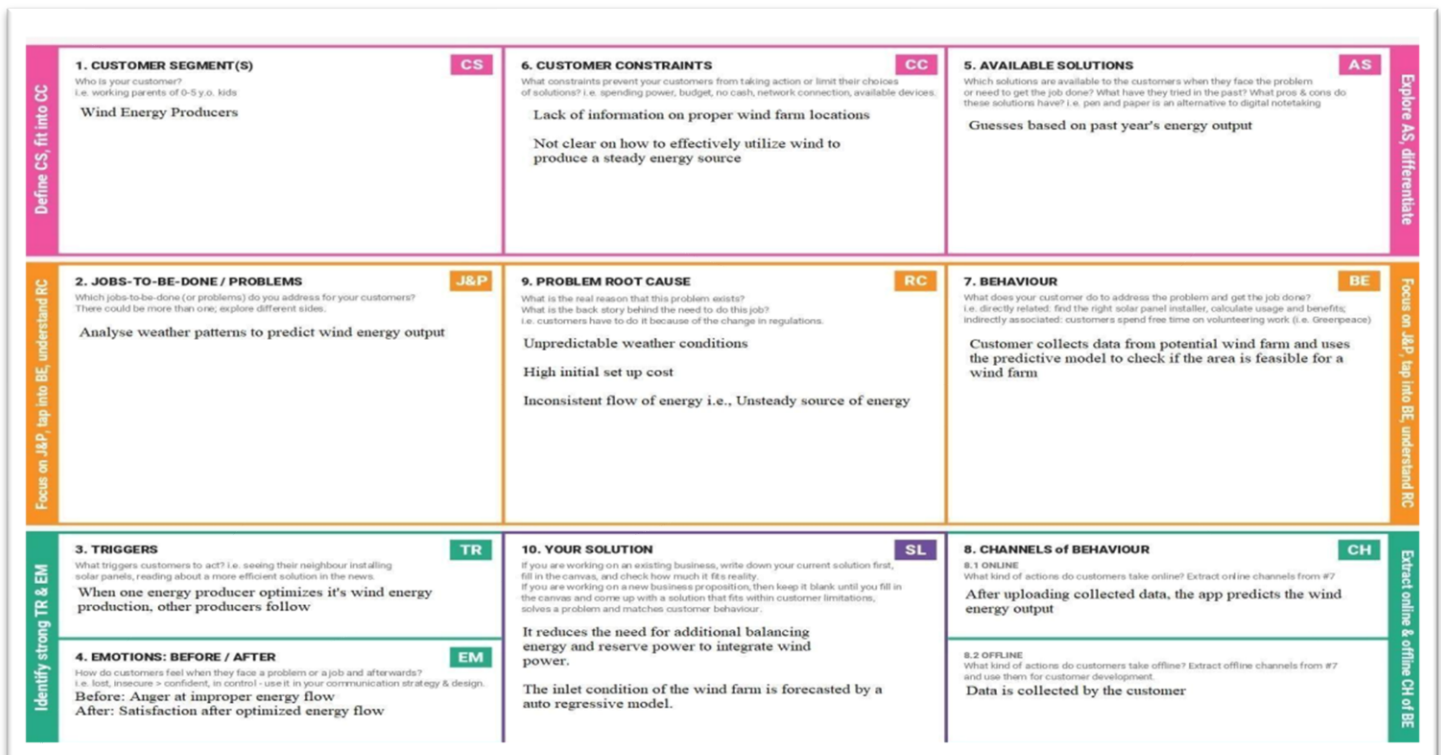 Define CS, fit into CC
1. CUSTOMER SEGMENT(S)
CS
Who is your customer?
i.e. working parents of 0-5 y.o. kids
Wind Energy Producers
6. CUSTOMER CONSTRAINTS
CC
What constraints prevent your customers from taking action or limit their choices
of solutions? i.e. spending power, budget, no cash, network connection, available devices.
Lack of information on proper wind farm locations
Not clear on how to effectively utilize wind to
produce a steady energy source
5. AVAILABLE SOLUTIONS
AS
Which solutions are available to the customers when they face the problem
or need to get the job done? What have they tried in the past? What pros & cons do
these solutions have? i.e. pen and paper is an alternative to digital notetaking
Guesses based on past year's energy output
Explore AS, differentiate
Focus on J&P, tap into BE, understand RC
2. JOBS-TO-BE-DONE / PROBLEMS
J&P
Which jobs-to-be-done (or problems) do you address for your customers?
There could be more than one; explore different sides.
Analyse weather patterns to predict wind energy output
9. PROBLEM ROOT CAUSE
RC
What is the real reason that this problem exists?
What is the back story behind the need to do this job?
i.e. customers have to do it because of the change in regulations.
Unpredictable weather conditions
High initial set up cost
Inconsistent flow of energy i.e., Unsteady source of energy
7. BEHAVIOUR
BE
What does your customer do to address the problem and get the job done?
i.e. directly related: find the right solar panel installer, calculate usage and benefits;
indirectly associated: customers spend free time on volunteering work (i.e. Greenpeace)
Customer collects data from potential wind farm and uses
the predictive model to check if the area is feasible for a
wind farm
Focus on J&P, tap into BE, understand RC
Identify strong TR & EM
3. TRIGGERS
TR
What triggers customers to act? i.e. seeing their neighbour installing
solar panels, reading about a more efficient solution in the news.
When one energy producer optimizes it's wind energy
production, other producers follow
4. EMOTIONS: BEFORE / AFTER
EM
How do customers feel when they face a problem or a job and afterwards?
i.e. lost, insecure > confident, in control - use it in your communication strategy & design.
Before: Anger at improper energy flow
After: Satisfaction after optimized energy flow
10. YOUR SOLUTION
SL
If you are working on an existing business, write down your current solution first,
fill in the canvas, and check how much it fits reality.
If you are working on a new business proposition, then keep it blank until you fill in
the canvas and come up with a solution that fits within customer limitations,
solves a problem and matches customer behaviour.
It reduces the need for additional balancing
energy and reserve power to integrate wind
power.
The inlet condition of the wind farm is forecasted by a
auto regressive model.
8. CHANNELS of BEHAVIOUR
CH
8.1 ONLINE
What kind of actions do customers take online? Extract online channels from #7
After uploading collected data, the app predicts the wind
energy output
8.2 OFFLINE
What kind of actions do customers take offline? Extract offline channels from #7
and use them for customer development.
Data is collected by the customer
Extract online & offline CH of BE